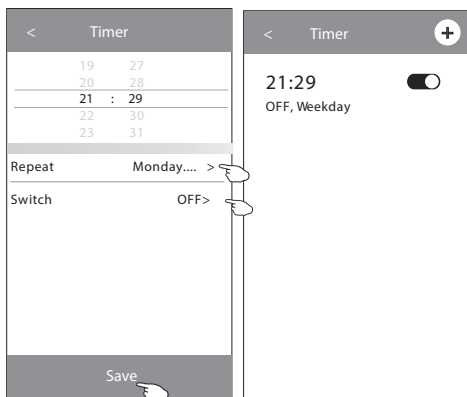 < Timer
19 27
20 28
21 : 29
22 30
23 31
Repeat Monday.... >
Switch OFF>
Save
< Timer +
21:29
OFF, Weekday